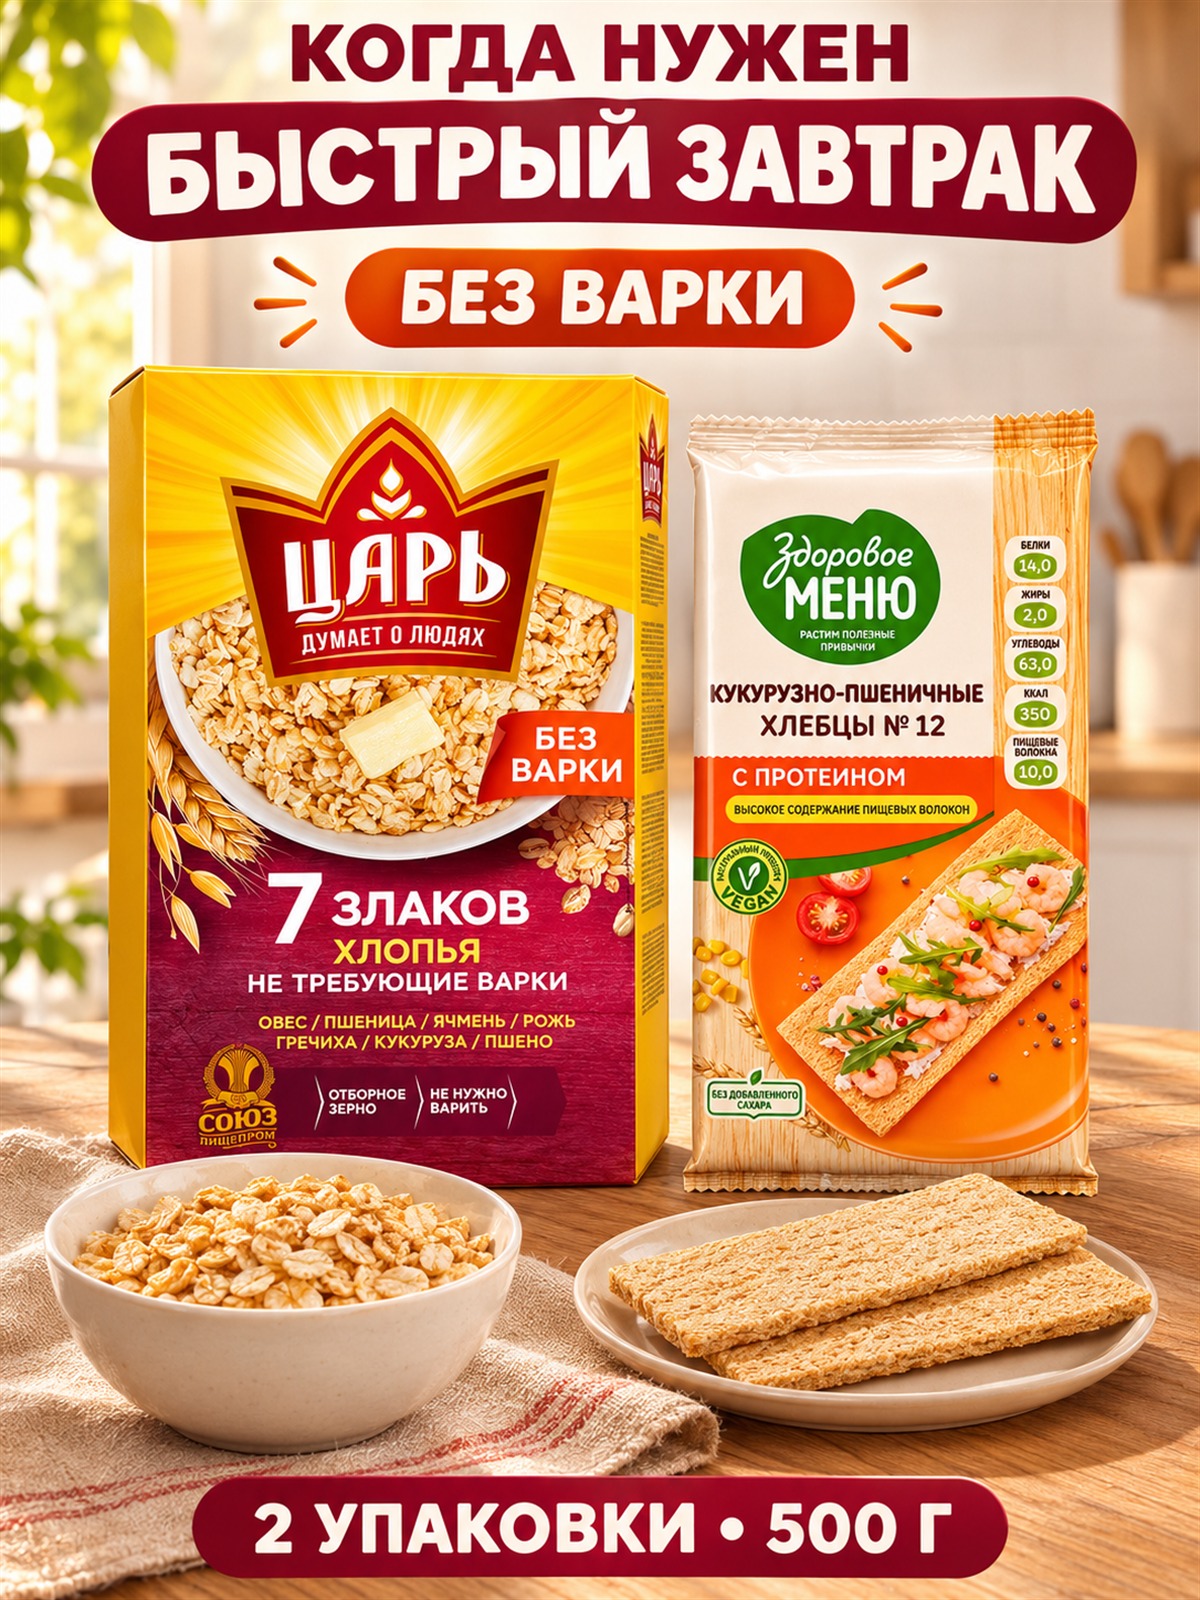 КОГДА НУЖЕН
БЫСТРЫЙ ЗАВТРАК
БЕЗ ВАРКИ
ЦАРЬ
ДУМАЕТ О ЛЮДЯХ
БЕЗ
ВАРКИ
7 ЗЛАКОВ
ХЛОПЬЯ
НЕ ТРЕБУЮЩИЕ ВАРКИ
ОВЕС / ПШЕНИЦА / ЯЧМЕНЬ / РОЖЬ
ГРЕЧИХА / КУКУРУЗА / ПШЕНО
СОЮЗ
ПИЩЕПРОМ
ОТБОРНОЕ
ЗЕРНО
НЕ НУЖНО
ВАРИТЬ
ЦАРЬ
Здоровое
МЕНЮ
РАСТИМ ПОЛЕЗНЫЕ
ПРИВЫЧКИ
КУКУРУЗНО-ПШЕНИЧНЫЕ
ХЛЕБЦЫ № 12
С ПРОТЕИНОМ
ВЫСОКОЕ СОДЕРЖАНИЕ ПИЩЕВЫХ ВОЛОКОН
VEGAN
БЕЗ ДОБАВЛЕННОГО
САХАРА
БЕЛКИ
14,0
ЖИРЫ
2,0
УГЛЕВОДЫ
63,0
ККАЛ
350
ПИЩЕВЫЕ
ВОЛОКНА
10,0
2 УПАКОВКИ • 500 Г